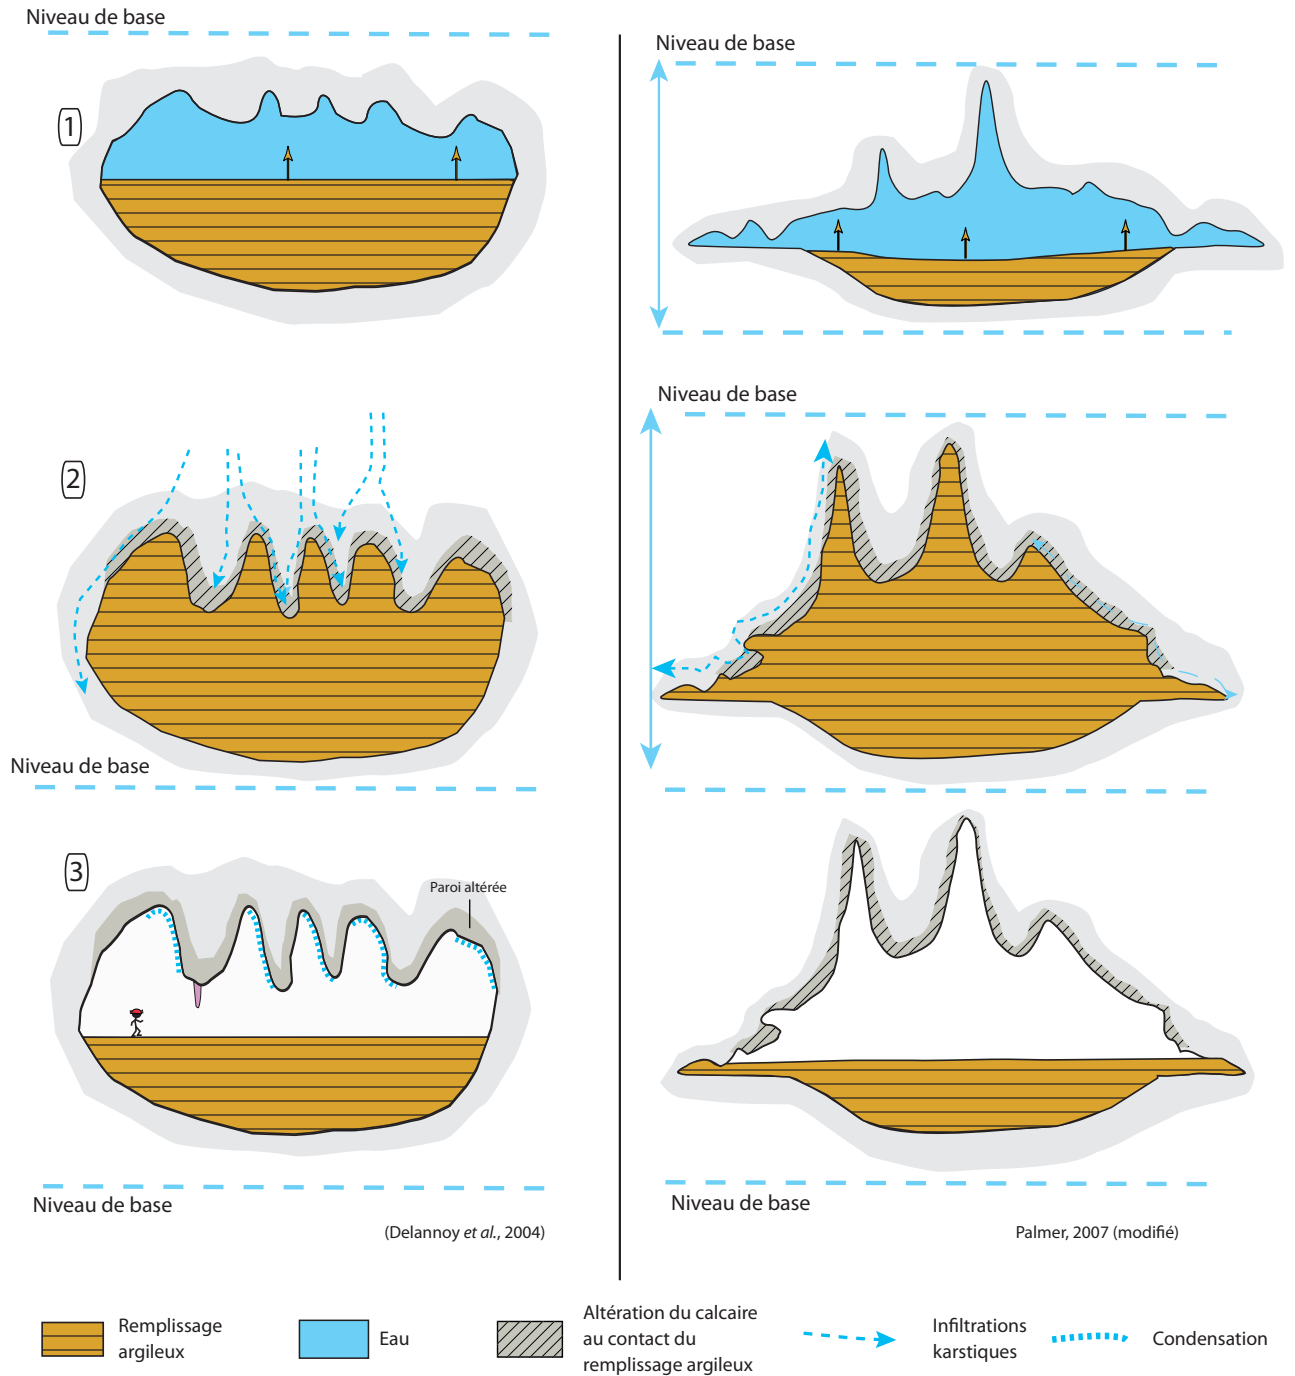 Niveau de base
1
2
Niveau de base
3
Paroi altérée
Niveau de base
(Delannoy et al., 2004)
Niveau de base
Niveau de base
Niveau de base
Palmer, 2007 (modifié)
Remplissage
argileux
Eau
Altération du calcaire
au contact du
remplissage argileux
Infiltrations
karstiques
Condensation